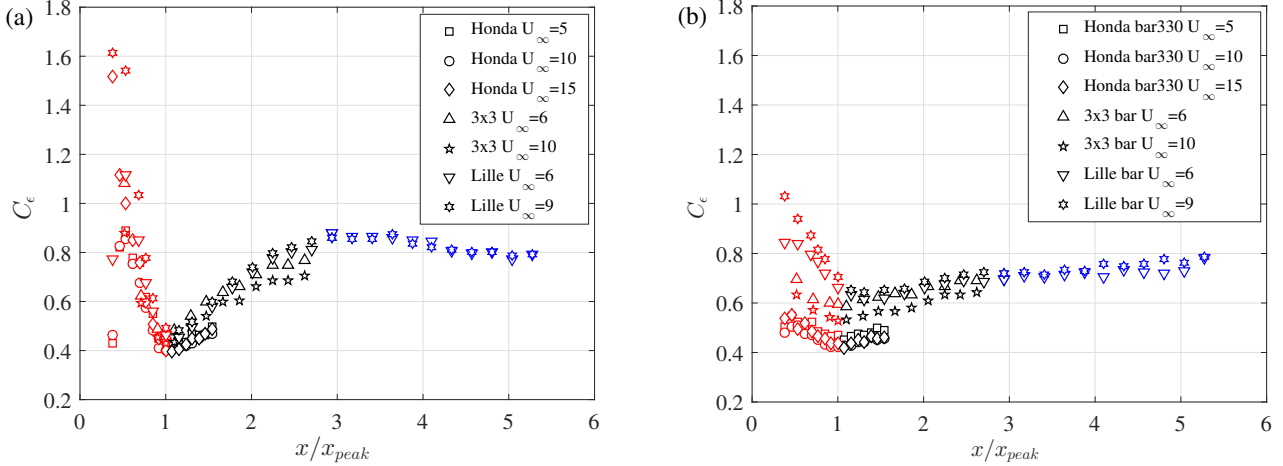 (a)
1.8
1.6
1.4
1.2
1
0.8
0.6
0.4
0.2
C_ϵ
0 1 2 3 4 5 6
x/x_peak
Honda U_∞=5
Honda U_∞=10
Honda U_∞=15
3x3 U_∞=6
3x3 U_∞=10
Lille U_∞=6
Lille U_∞=9
(b)
1.8
1.6
1.4
1.2
1
0.8
0.6
0.4
0.2
C_ϵ
0 1 2 3 4 5 6
x/x_peak
Honda bar330 U_∞=5
Honda bar330 U_∞=10
Honda bar330 U_∞=15
3x3 bar U_∞=6
3x3 bar U_∞=10
Lille bar U_∞=6
Lille bar U_∞=9